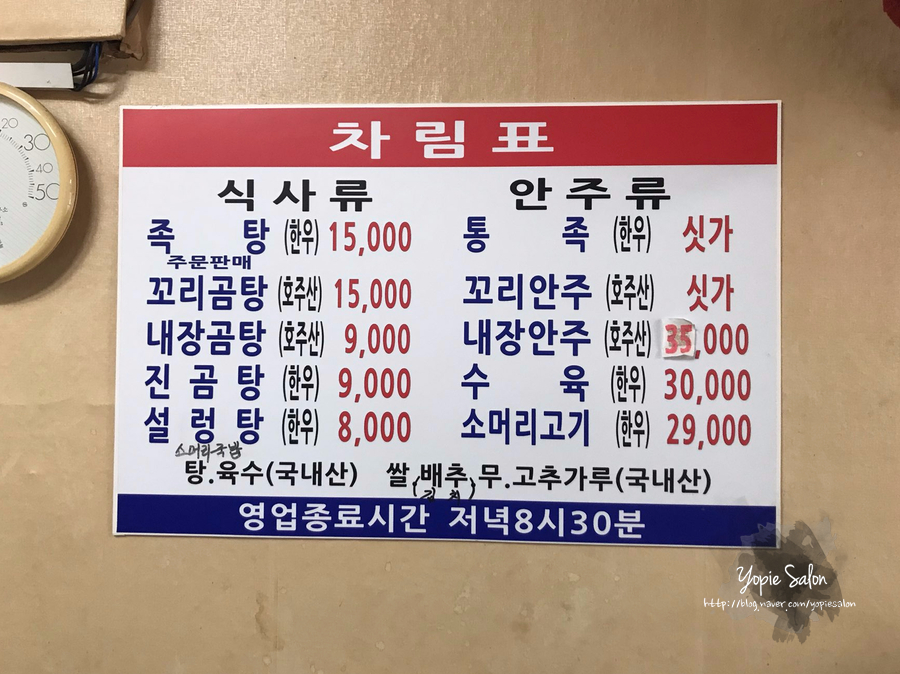 차림표
식사류 안주류
족탕 (한우) 15,000 통족 (한우) 싯가
주문판매
꼬리곰탕 (호주산) 15,000 꼬리안주 (호주산) 싯가
내장곰탕 (호주산) 9,000 내장안주 (호주산) 35,000
진곰탕 (한우) 9,000 수육 (한우) 30,000
설렁탕 (한우) 8,000 소머리고기 (한우) 29,000
소머리국밥
탕.육수(국내산) 쌀.배추.무.고추가루(국내산)
(김치)
영업종료시간 저녁8시30분
20
30
40
50
Yopie Salon
http://blog.naver.com/yopiesalon